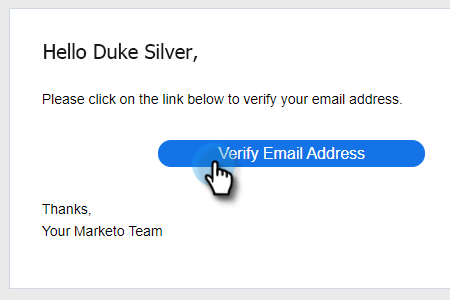 Hello Duke Silver,
Please click on the link below to verify your email address.
Verify Email Address
Thanks,
Your Marketo Team